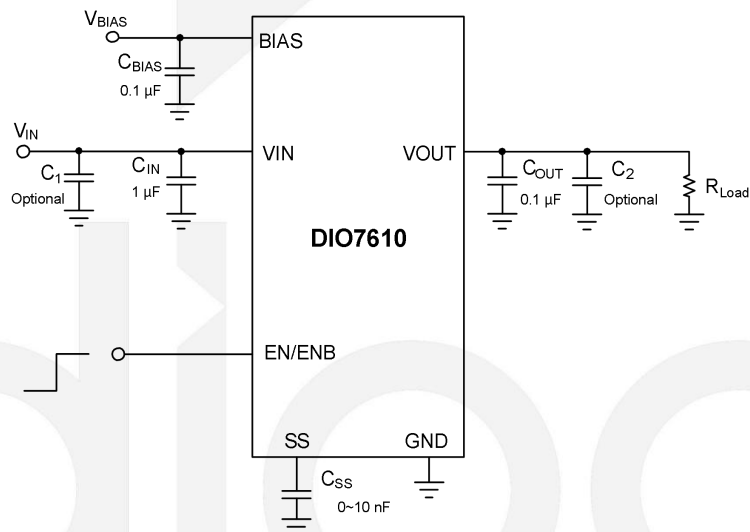 VBIAS
BIAS
CBIAS
0.1 µF
VIN
VIN
VOUT
C1
Optional
CIN
1 µF
COUT
0.1 µF
C2
Optional
RLoad
DIO7610
EN/ENB
SS
GND
CSS
0~10 nF